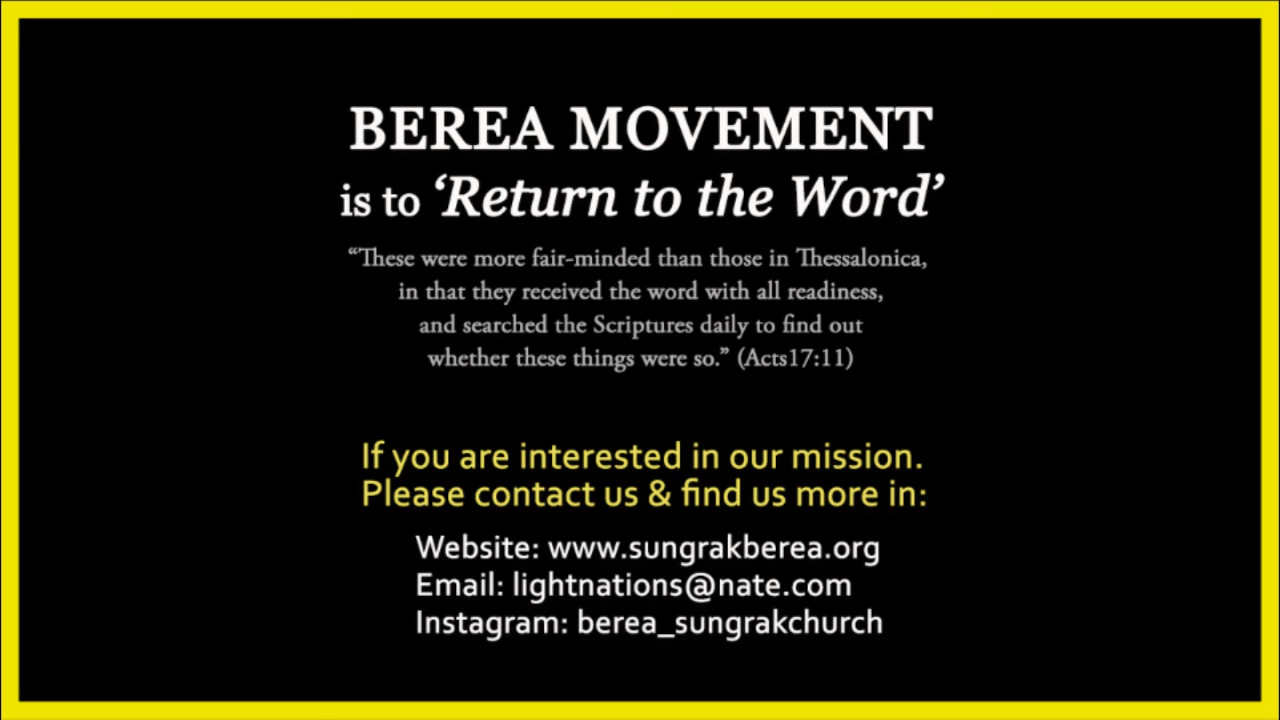 BEREA MOVEMENT
is to ‘Return to the Word’
“These were more fair-minded than those in Thessalonica,
in that they received the word with all readiness,
and searched the Scriptures daily to find out
whether these things were so.” (Acts17:11)
If you are interested in our mission.
Please contact us & find us more in:
Website: www.sungrakberea.org
Email: lightnations@nate.com
Instagram: berea_sungrakchurch